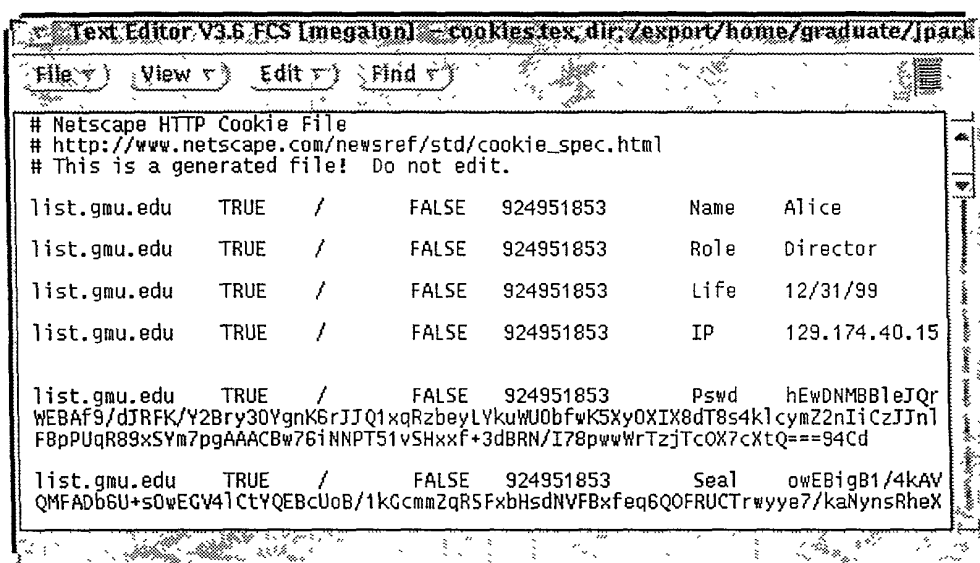 Text Editor V3.6 FCS [megalon] - cookies.tex, dir; /export/home/graduate/jpark
File View Edit Find
# Netscape HTTP Cookie File
# http://www.netscape.com/newsref/std/cookie_spec.html
# This is a generated file! Do not edit.
list.gmu.edu TRUE / FALSE 924951853 Name Alice
list.gmu.edu TRUE / FALSE 924951853 Role Director
list.gmu.edu TRUE / FALSE 924951853 Life 12/31/99
list.gmu.edu TRUE / FALSE 924951853 IP 129.174.40.15
list.gmu.edu TRUE / FALSE 924951853 Pswd hEwDNMBBleJQr
WEBAf9/dJRFK/Y2Bry3OYgnK6rJJQ1xqRzbeyLYkuWUObfwK5XyOXIX8dT8s4klcymZ2nIiCzJJnl
F8pPUqR89xSYm7pgAAACBw76iNNPT51vSHxxf+3dBRN/I78pwwWrTzjTcOX7cXtQ===94Cd
list.gmu.edu TRUE / FALSE 924951853 Seal owEBigB1/4kAV
QMFADb6U+sOwEGV4lCtYQEBcUoB/1kGcmmZqRSFxbHsdNVFBxfeq6QOFRUCTrwyye7/kaNynsRheX